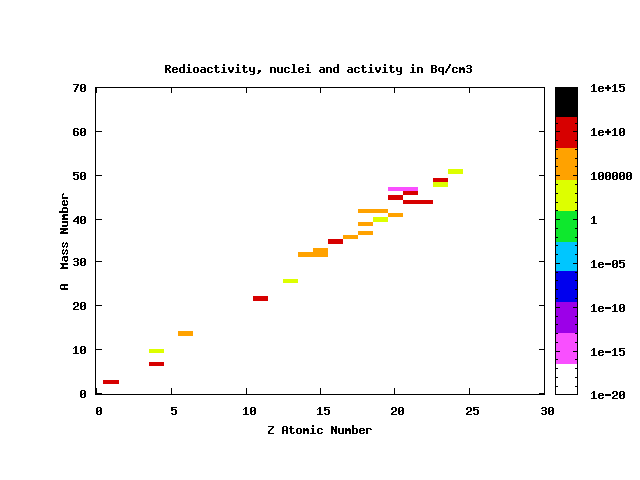 Redioactivity, nuclei and activity in Bq/cm3
70
60
50
40
30
20
10
0
A  Mass Number
0 5 10 15 20 25 30
Z Atomic Number
1e+15
1e+10
100000
1
1e-05
1e-10
1e-15
1e-20